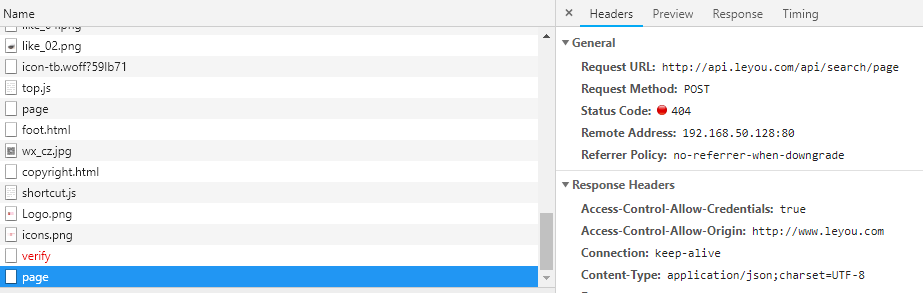 Name
like_02.png
icon-tb.woff?59lb71
top.js
page
foot.html
wx_cz.jpg
copyright.html
shortcut.js
Logo.png
icons.png
verify
page
× Headers Preview Response Timing
General
Request URL: http://api.leyou.com/api/search/page
Request Method: POST
Status Code: 404
Remote Address: 192.168.50.128:80
Referrer Policy: no-referrer-when-downgrade
Response Headers
Access-Control-Allow-Credentials: true
Access-Control-Allow-Origin: http://www.leyou.com
Connection: keep-alive
Content-Type: application/json;charset=UTF-8